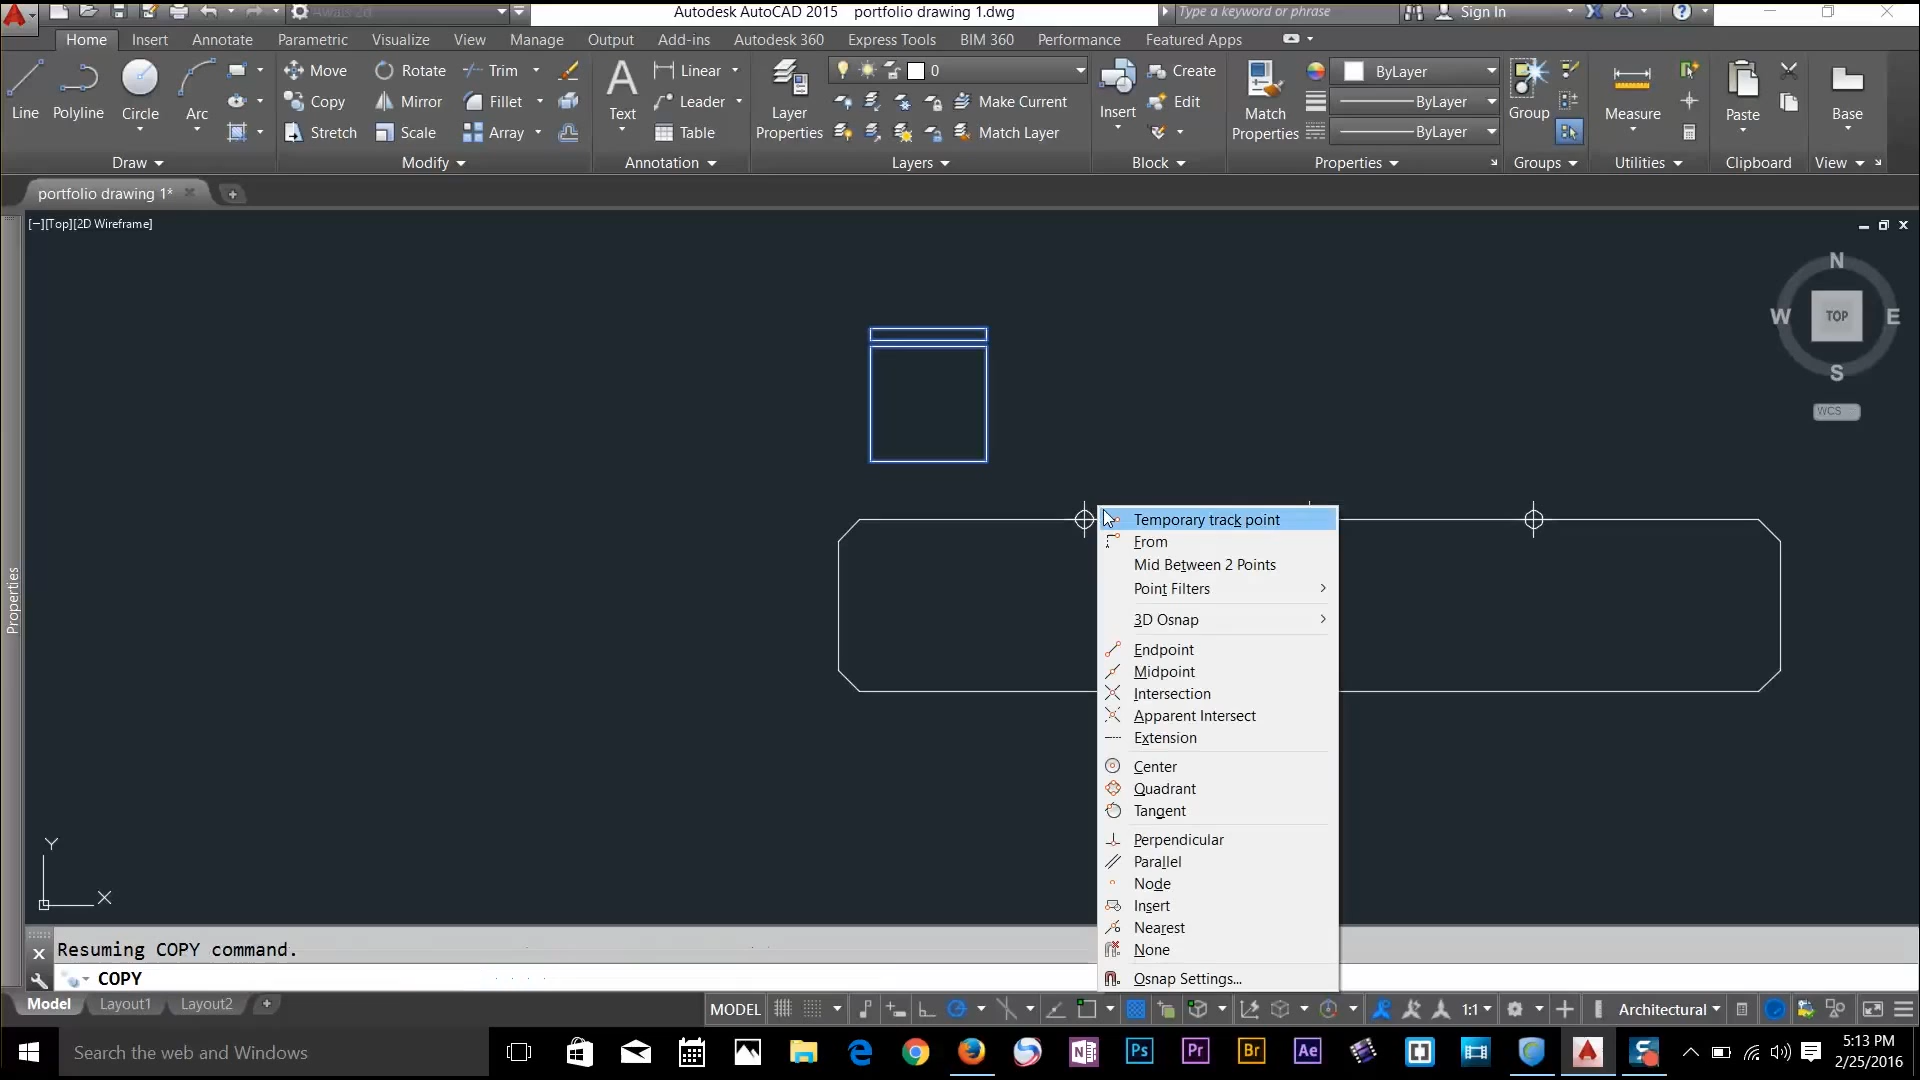 Awais 2d
Autodesk AutoCAD 2015 portfolio drawing 1.dwg
Type a keyword or phrase
Sign In
Home Insert Annotate Parametric Visualize View Manage Output Add-ins Autodesk 360 Express Tools BIM 360 Performance Featured Apps
Line
Polyline
Circle
Arc
Draw
Move Rotate Trim
Copy Mirror Fillet
Stretch Scale Array
Modify
Text
Linear
Leader
Table
Annotation
Layer
Properties
0
Make Current
Match Layer
Layers
Insert
Create
Edit
Block
Match
Properties
ByLayer
ByLayer
ByLayer
Properties
Group
Groups
Measure
Utilities
Paste
Clipboard
Base
View
portfolio drawing 1*
[−][Top][2D Wireframe]
N
W TOP E
S
WCS
Properties
Temporary track point
From
Mid Between 2 Points
Point Filters
3D Osnap
Endpoint
Midpoint
Intersection
Apparent Intersect
Extension
Center
Quadrant
Tangent
Perpendicular
Parallel
Node
Insert
Nearest
None
Osnap Settings...
Y
X
Resuming COPY command.
COPY
Model Layout1 Layout2
MODEL 1:1 Architectural
Search the web and Windows
N Ps Pr Br Ae
5:13 PM
2/25/2016